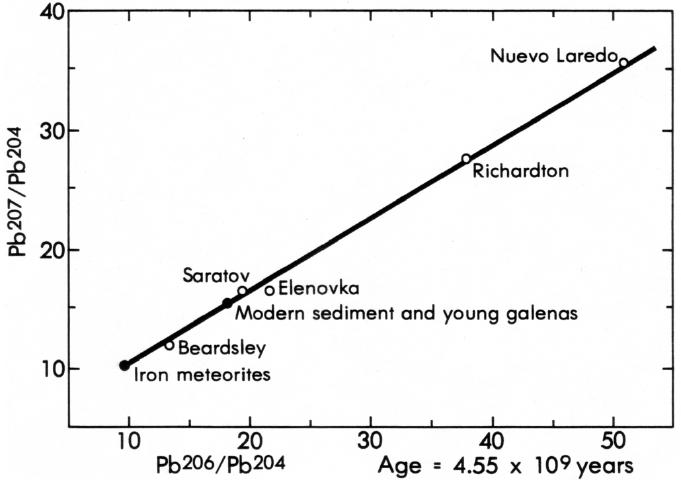 40
30
20
10
Pb207/Pb204
Nuevo Laredo
Richardton
Saratov
Elenovka
Modern sediment and young galenas
Beardsley
Iron meteorites
10 20 30 40 50
Pb206/Pb204 Age = 4.55 x 10⁹ years